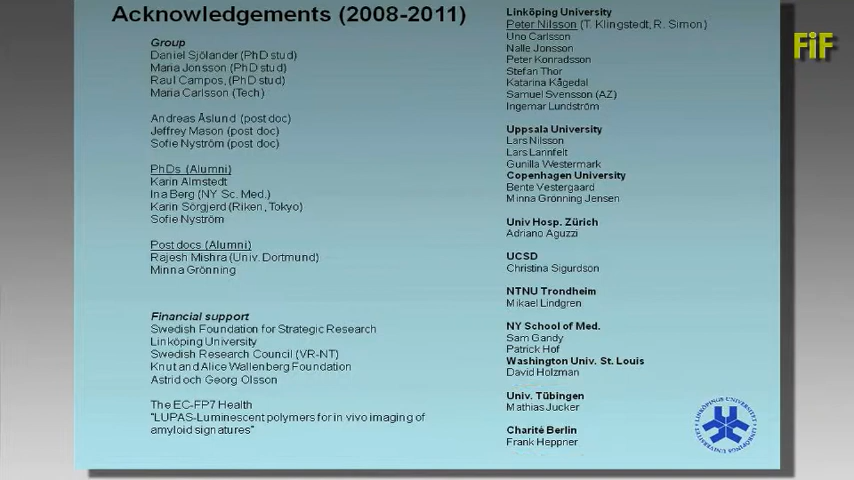 Acknowledgements (2008-2011)
Group
Daniel Sjölander (PhD stud)
Maria Jonsson (PhD stud)
Raul Campos, (PhD stud)
Maria Carlsson (Tech)
Andreas Åslund (post doc)
Jeffrey Mason (post doc)
Sofie Nyström (post doc)
PhDs (Alumni)
Karin Almstedt
Ina Berg (NY Sc. Med.)
Karin Sörgjerd (Riken, Tokyo)
Sofie Nyström
Post docs (Alumni)
Rajesh Mishra (Univ. Dortmund)
Minna Grönning
Financial support
Swedish Foundation for Strategic Research
Linköping University
Swedish Research Council (VR-NT)
Knut and Alice Wallenberg Foundation
Astrid och Georg Olsson
The EC-FP7 Health
"LUPAS-Luminescent polymers for in vivo imaging of
amyloid signatures"
Linköping University
Peter Nilsson (T. Klingstedt, R. Simon)
Uno Carlsson
Nalle Jonsson
Peter Konradsson
Stefan Thor
Katarina Kågedal
Samuel Svensson (AZ)
Ingemar Lundström
Uppsala University
Lars Nilsson
Lars Lannfelt
Gunilla Westermark
Copenhagen University
Bente Vestergaard
Minna Grönning Jensen
Univ Hosp. Zürich
Adriano Aguzzi
UCSD
Christina Sigurdson
NTNU Trondheim
Mikael Lindgren
NY School of Med.
Sam Gandy
Patrick Hof
Washington Univ. St. Louis
David Holzman
Univ. Tübingen
Mathias Jucker
Charité Berlin
Frank Heppner
FiF
LINKÖPINGS UNIVERSITET